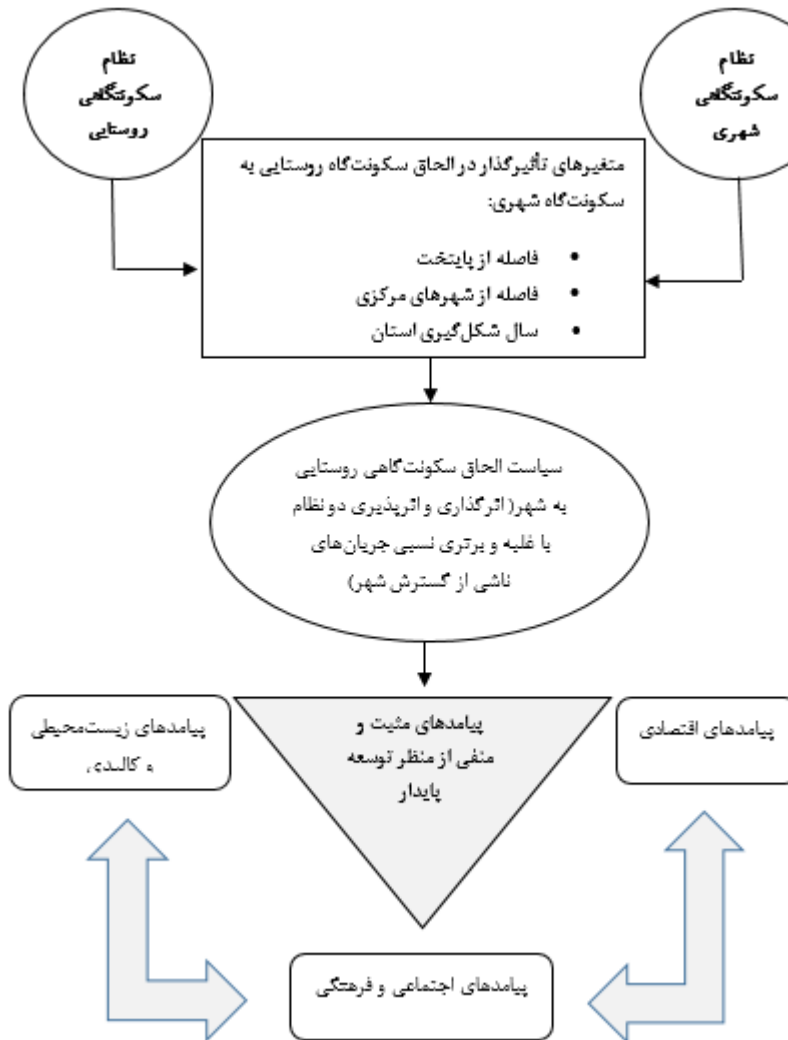 نظام
سکونتگاهی
شهری
نظام
سکونتگاهی
روستایی
متغیرهای تأثیرگذار در الحاق سکونت‌گاه روستایی به
سکونت‌گاه شهری:
• فاصله از پایتخت
• فاصله از شهرهای مرکزی
• سال شکل‌گیری استان
سیاست الحاق سکونت‌گاهی روستایی
به شهر( اثرگذاری و اثرپذیری دو نظام
با غلبه و برتری نسبی جریان‌های
ناشی از گسترش شهر)
پیامدهای اقتصادی
پیامدهای مثبت و
منفی از منظر توسعه
پایدار
پیامدهای زیست‌محیطی
و کالبدی
پیامدهای اجتماعی و فرهنگی